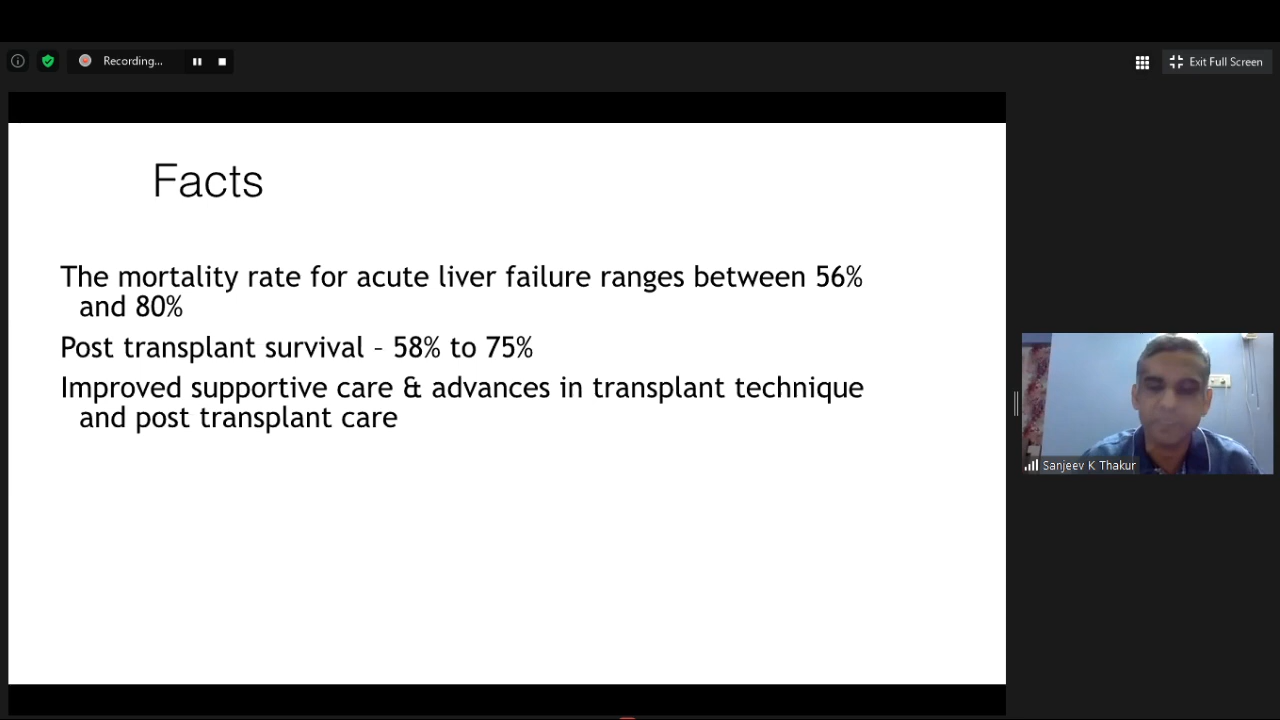 Recording...
Exit Full Screen
Facts
The mortality rate for acute liver failure ranges between 56%
and 80%
Post transplant survival – 58% to 75%
Improved supportive care & advances in transplant technique
and post transplant care
Sanjeev K Thakur